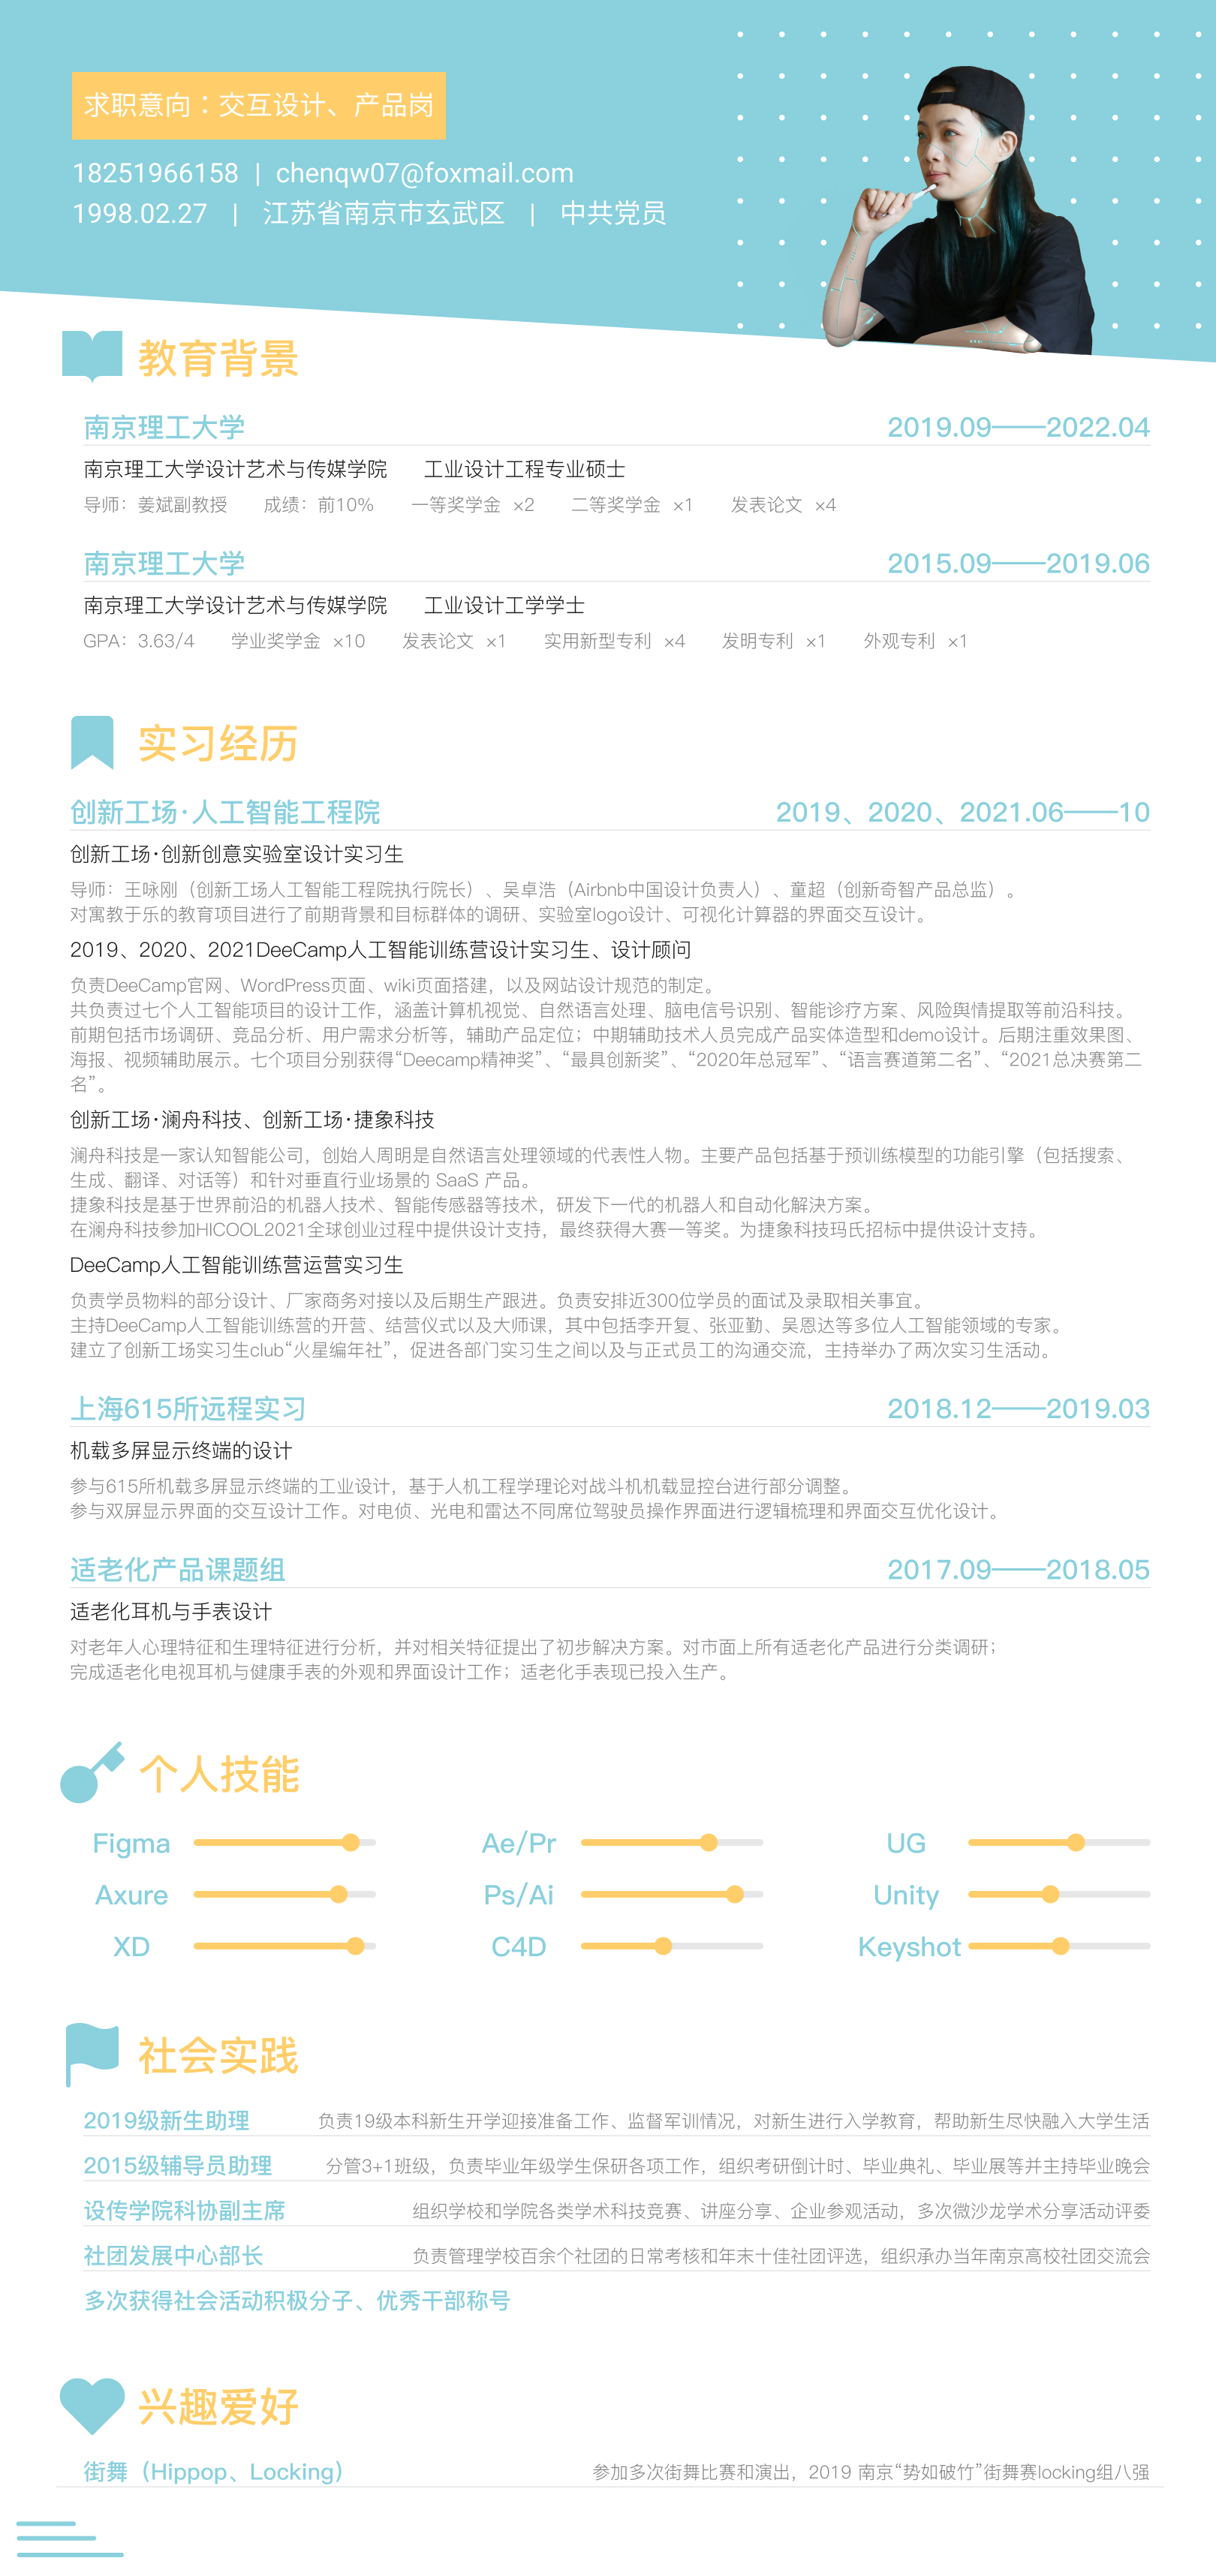 求职意向：交互设计、产品岗
18251966158 | chenqw07@foxmail.com
1998.02.27 | 江苏省南京市玄武区 | 中共党员
教育背景
南京理工大学 2019.09——2022.04
南京理工大学设计艺术与传媒学院 工业设计工程专业硕士
导师：姜斌副教授 成绩：前10% 一等奖学金 ×2 二等奖学金 ×1 发表论文 ×4
南京理工大学 2015.09——2019.06
南京理工大学设计艺术与传媒学院 工业设计工学学士
GPA：3.63/4 学业奖学金 ×10 发表论文 ×1 实用新型专利 ×4 发明专利 ×1 外观专利 ×1
实习经历
创新工场·人工智能工程院 2019、2020、2021.06——10
创新工场·创新创意实验室设计实习生
导师：王咏刚（创新工场人工智能工程院执行院长）、吴卓浩（Airbnb中国设计负责人）、童超（创新奇智产品总监）。
对寓教于乐的教育项目进行了前期背景和目标群体的调研、实验室logo设计、可视化计算器的界面交互设计。
2019、2020、2021DeeCamp人工智能训练营设计实习生、设计顾问
负责DeeCamp官网、WordPress页面、wiki页面搭建，以及网站设计规范的制定。
共负责过七个人工智能项目的设计工作，涵盖计算机视觉、自然语言处理、脑电信号识别、智能诊疗方案、风险舆情提取等前沿科技。
前期包括市场调研、竞品分析、用户需求分析等，辅助产品定位；中期辅助技术人员完成产品实体造型和demo设计。后期注重效果图、
海报、视频辅助展示。七个项目分别获得“Deecamp精神奖”、“最具创新奖”、“2020年总冠军”、“语言赛道第二名”、“2021总决赛第二
名”。
创新工场·澜舟科技、创新工场·捷象科技
澜舟科技是一家认知智能公司，创始人周明是自然语言处理领域的代表性人物。主要产品包括基于预训练模型的功能引擎（包括搜索、
生成、翻译、对话等）和针对垂直行业场景的 SaaS 产品。
捷象科技是基于世界前沿的机器人技术、智能传感器等技术，研发下一代的机器人和自动化解决方案。
在澜舟科技参加HICOOL2021全球创业过程中提供设计支持，最终获得大赛一等奖。为捷象科技玛氏招标中提供设计支持。
DeeCamp人工智能训练营运营实习生
负责学员物料的部分设计、厂家商务对接以及后期生产跟进。负责安排近300位学员的面试及录取相关事宜。
主持DeeCamp人工智能训练营的开营、结营仪式以及大师课，其中包括李开复、张亚勤、吴恩达等多位人工智能领域的专家。
建立了创新工场实习生club“火星编年社”，促进各部门实习生之间以及与正式员工的沟通交流，主持举办了两次实习生活动。
上海615所远程实习 2018.12——2019.03
机载多屏显示终端的设计
参与615所机载多屏显示终端的工业设计，基于人机工程学理论对战斗机机载显控台进行部分调整。
参与双屏显示界面的交互设计工作。对电侦、光电和雷达不同席位驾驶员操作界面进行逻辑梳理和界面交互优化设计。
适老化产品课题组 2017.09——2018.05
适老化耳机与手表设计
对老年人心理特征和生理特征进行分析，并对相关特征提出了初步解决方案。对市面上所有适老化产品进行分类调研；
完成适老化电视耳机与健康手表的外观和界面设计工作；适老化手表现已投入生产。
个人技能
Figma Ae/Pr UG
Axure Ps/Ai Unity
XD C4D Keyshot
社会实践
2019级新生助理 负责19级本科新生开学迎接准备工作、监督军训情况，对新生进行入学教育，帮助新生尽快融入大学生活
2015级辅导员助理 分管3+1班级，负责毕业年级学生保研各项工作，组织考研倒计时、毕业典礼、毕业展等并主持毕业晚会
设传学院科协副主席 组织学校和学院各类学术科技竞赛、讲座分享、企业参观活动，多次微沙龙学术分享活动评委
社团发展中心部长 负责管理学校百余个社团的日常考核和年末十佳社团评选，组织承办当年南京高校社团交流会
多次获得社会活动积极分子、优秀干部称号
兴趣爱好
街舞（Hippop、Locking） 参加多次街舞比赛和演出，2019 南京“势如破竹”街舞赛locking组八强